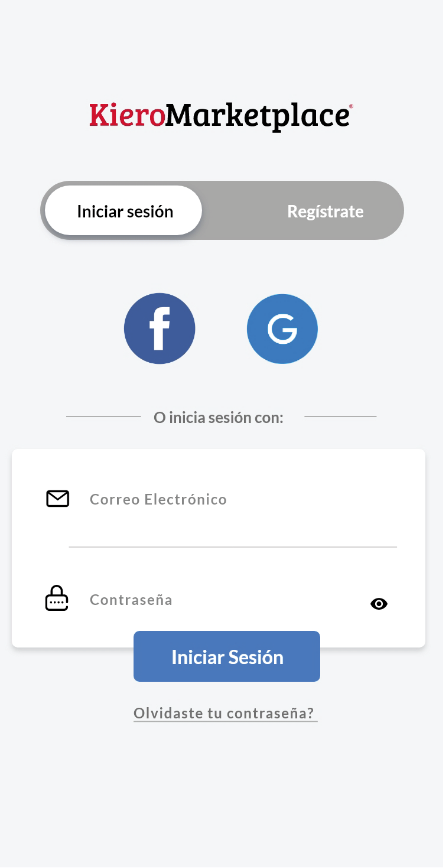 KieroMarketplace
Iniciar sesión
Regístrate
f
G
O inicia sesión con:
Correo Electrónico
Contraseña
Iniciar Sesión
Olvidaste tu contraseña?